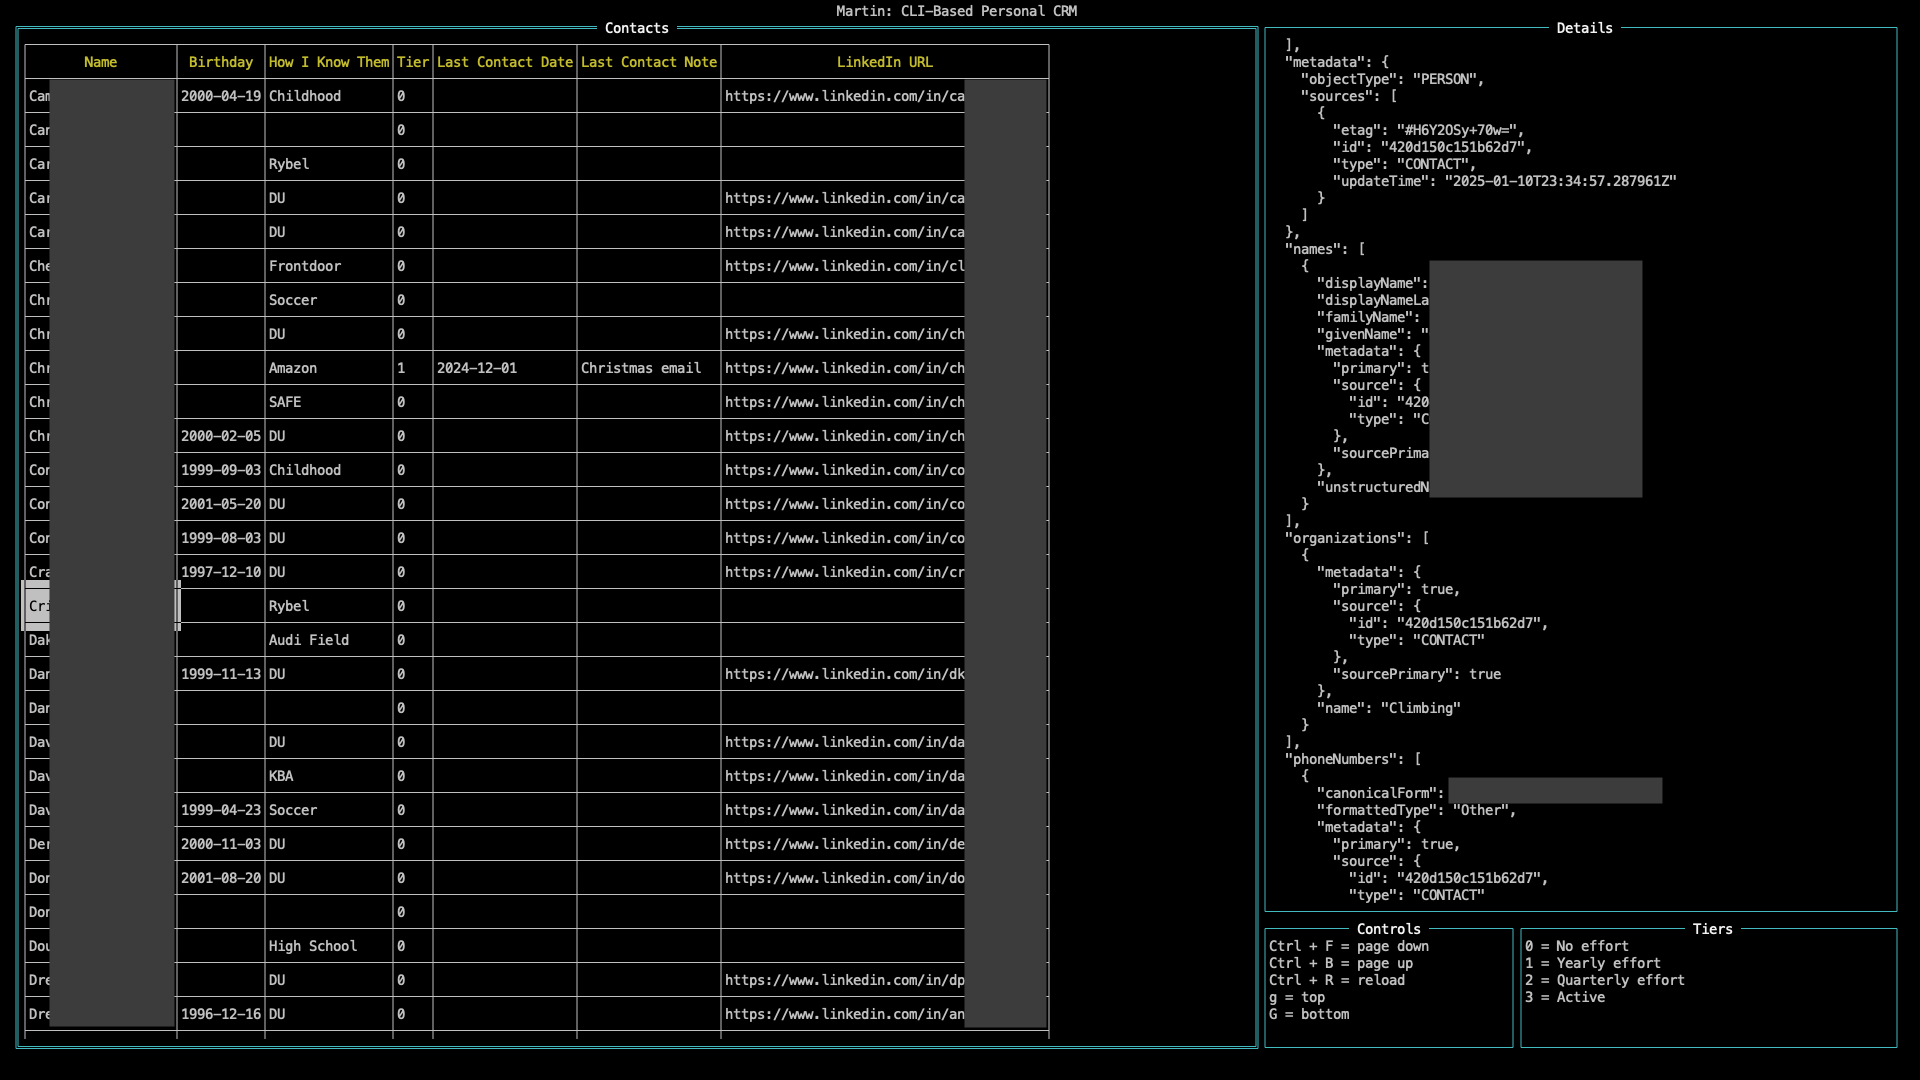 Martin: CLI-Based Personal CRM
Contacts
Name Birthday How I Know Them Tier Last Contact Date Last Contact Note LinkedIn URL
Cam 2000-04-19 Childhood 0 https://www.linkedin.com/in/ca
Car 0
Car Rybel 0
Car DU 0 https://www.linkedin.com/in/ca
Car DU 0 https://www.linkedin.com/in/ca
Che Frontdoor 0 https://www.linkedin.com/in/cl
Chr Soccer 0
Chr DU 0 https://www.linkedin.com/in/ch
Chr Amazon 1 2024-12-01 Christmas email https://www.linkedin.com/in/ch
Chr SAFE 0 https://www.linkedin.com/in/ch
Chr 2000-02-05 DU 0 https://www.linkedin.com/in/ch
Con 1999-09-03 Childhood 0 https://www.linkedin.com/in/co
Con 2001-05-20 DU 0 https://www.linkedin.com/in/co
Con 1999-08-03 DU 0 https://www.linkedin.com/in/co
Cra 1997-12-10 DU 0 https://www.linkedin.com/in/cr
Cri Rybel 0
Dak Audi Field 0
Dan 1999-11-13 DU 0 https://www.linkedin.com/in/dk
Dan 0
Dav DU 0 https://www.linkedin.com/in/da
Dav KBA 0 https://www.linkedin.com/in/da
Dav 1999-04-23 Soccer 0 https://www.linkedin.com/in/da
Der 2000-11-03 DU 0 https://www.linkedin.com/in/de
Don 2001-08-20 DU 0 https://www.linkedin.com/in/do
Don 0
Dou High School 0
Dre DU 0 https://www.linkedin.com/in/dp
Dre 1996-12-16 DU 0 https://www.linkedin.com/in/an
Details
],
"metadata": {
"objectType": "PERSON",
"sources": [
{
"etag": "#H6Y2OSy+70w=",
"id": "420d150c151b62d7",
"type": "CONTACT",
"updateTime": "2025-01-10T23:34:57.287961Z"
}
]
},
"names": [
{
"displayName":
"displayNameLa
"familyName":
"givenName": "
"metadata": {
"primary": t
"source": {
"id": "420
"type": "C
},
"sourcePrima
},
"unstructuredN
}
],
"organizations": [
{
"metadata": {
"primary": true,
"source": {
"id": "420d150c151b62d7",
"type": "CONTACT"
},
"sourcePrimary": true
},
"name": "Climbing"
}
],
"phoneNumbers": [
{
"canonicalForm":
"formattedType": "Other",
"metadata": {
"primary": true,
"source": {
"id": "420d150c151b62d7",
"type": "CONTACT"
Controls
Ctrl + F = page down
Ctrl + B = page up
Ctrl + R = reload
g = top
G = bottom
Tiers
0 = No effort
1 = Yearly effort
2 = Quarterly effort
3 = Active